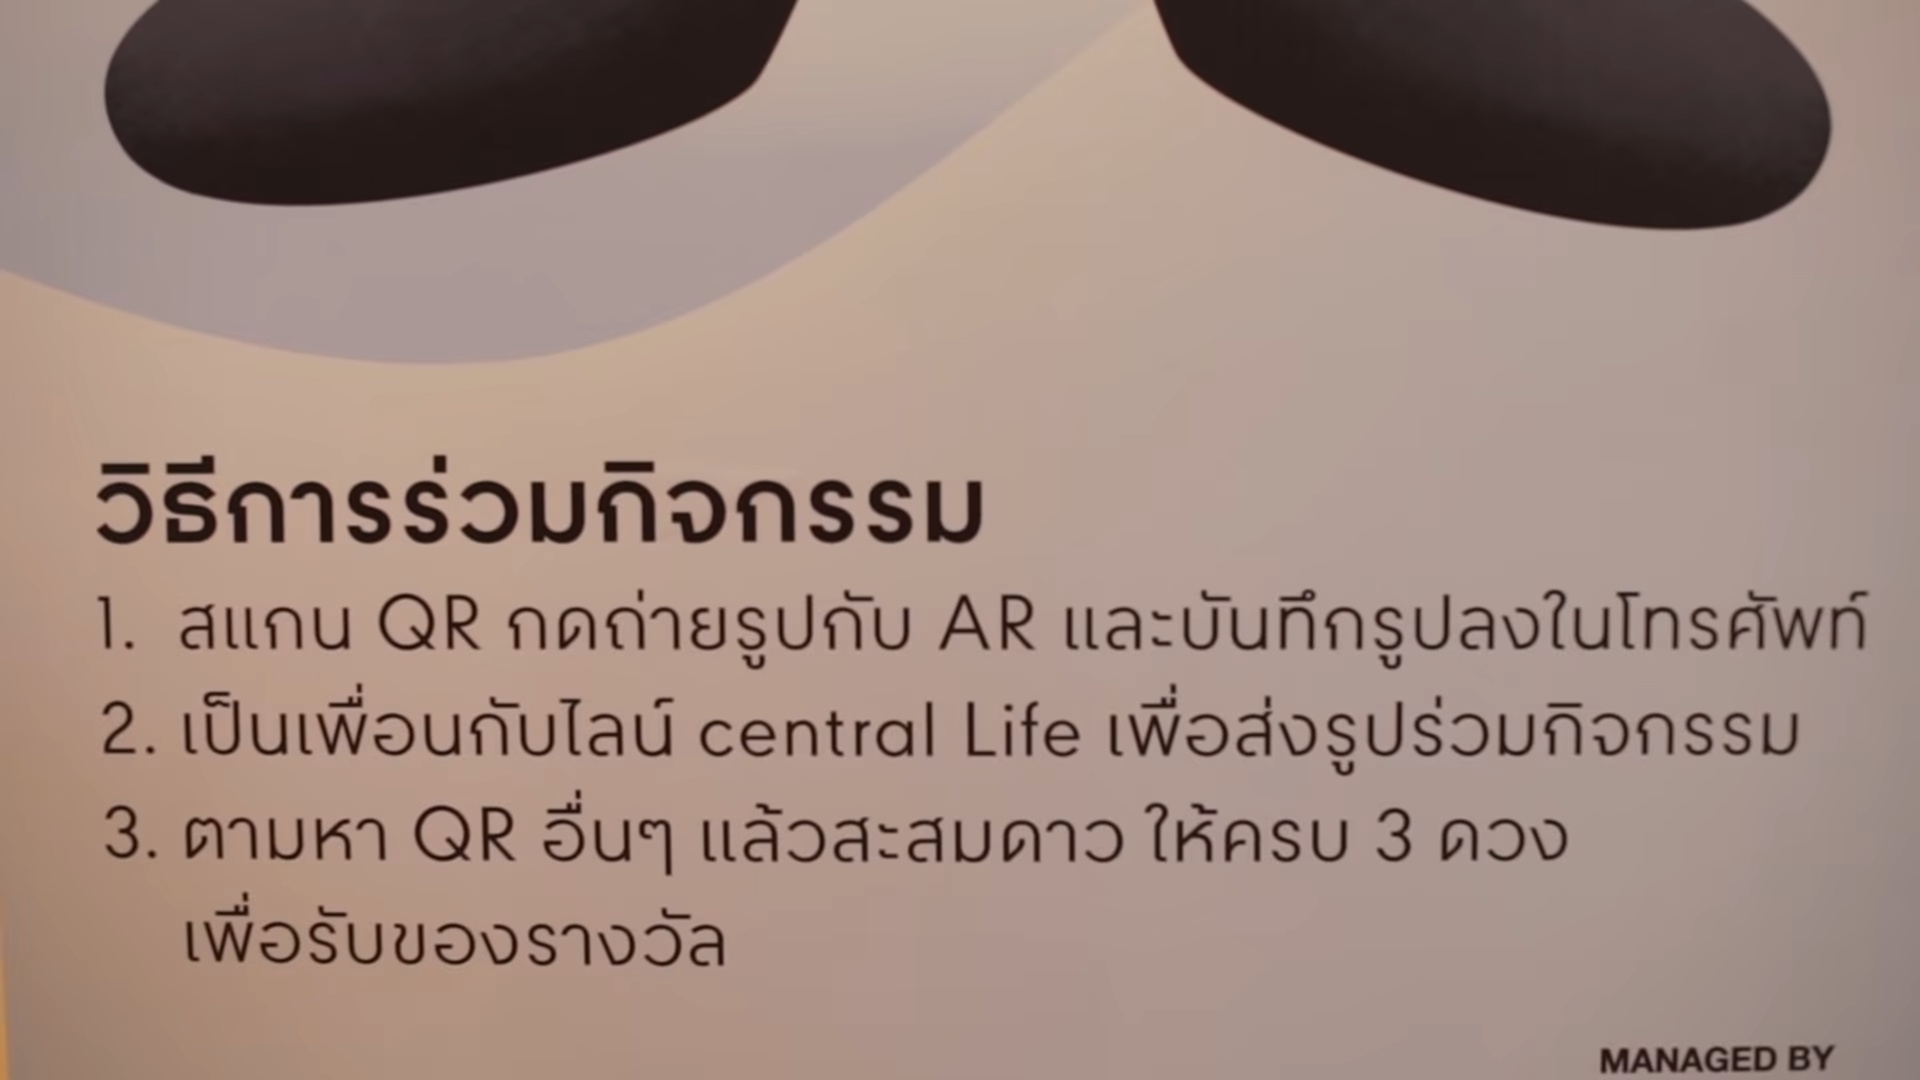 วิธีการร่วมกิจกรรม
1. สแกน QR กดถ่ายรูปกับ AR และบันทึกรูปลงในโทรศัพท์
2. เป็นเพื่อนกับไลน์ central Life เพื่อส่งรูปร่วมกิจกรรม
3. ตามหา QR อื่นๆ แล้วสะสมดาว ให้ครบ 3 ดวง
เพื่อรับของรางวัล
MANAGED BY